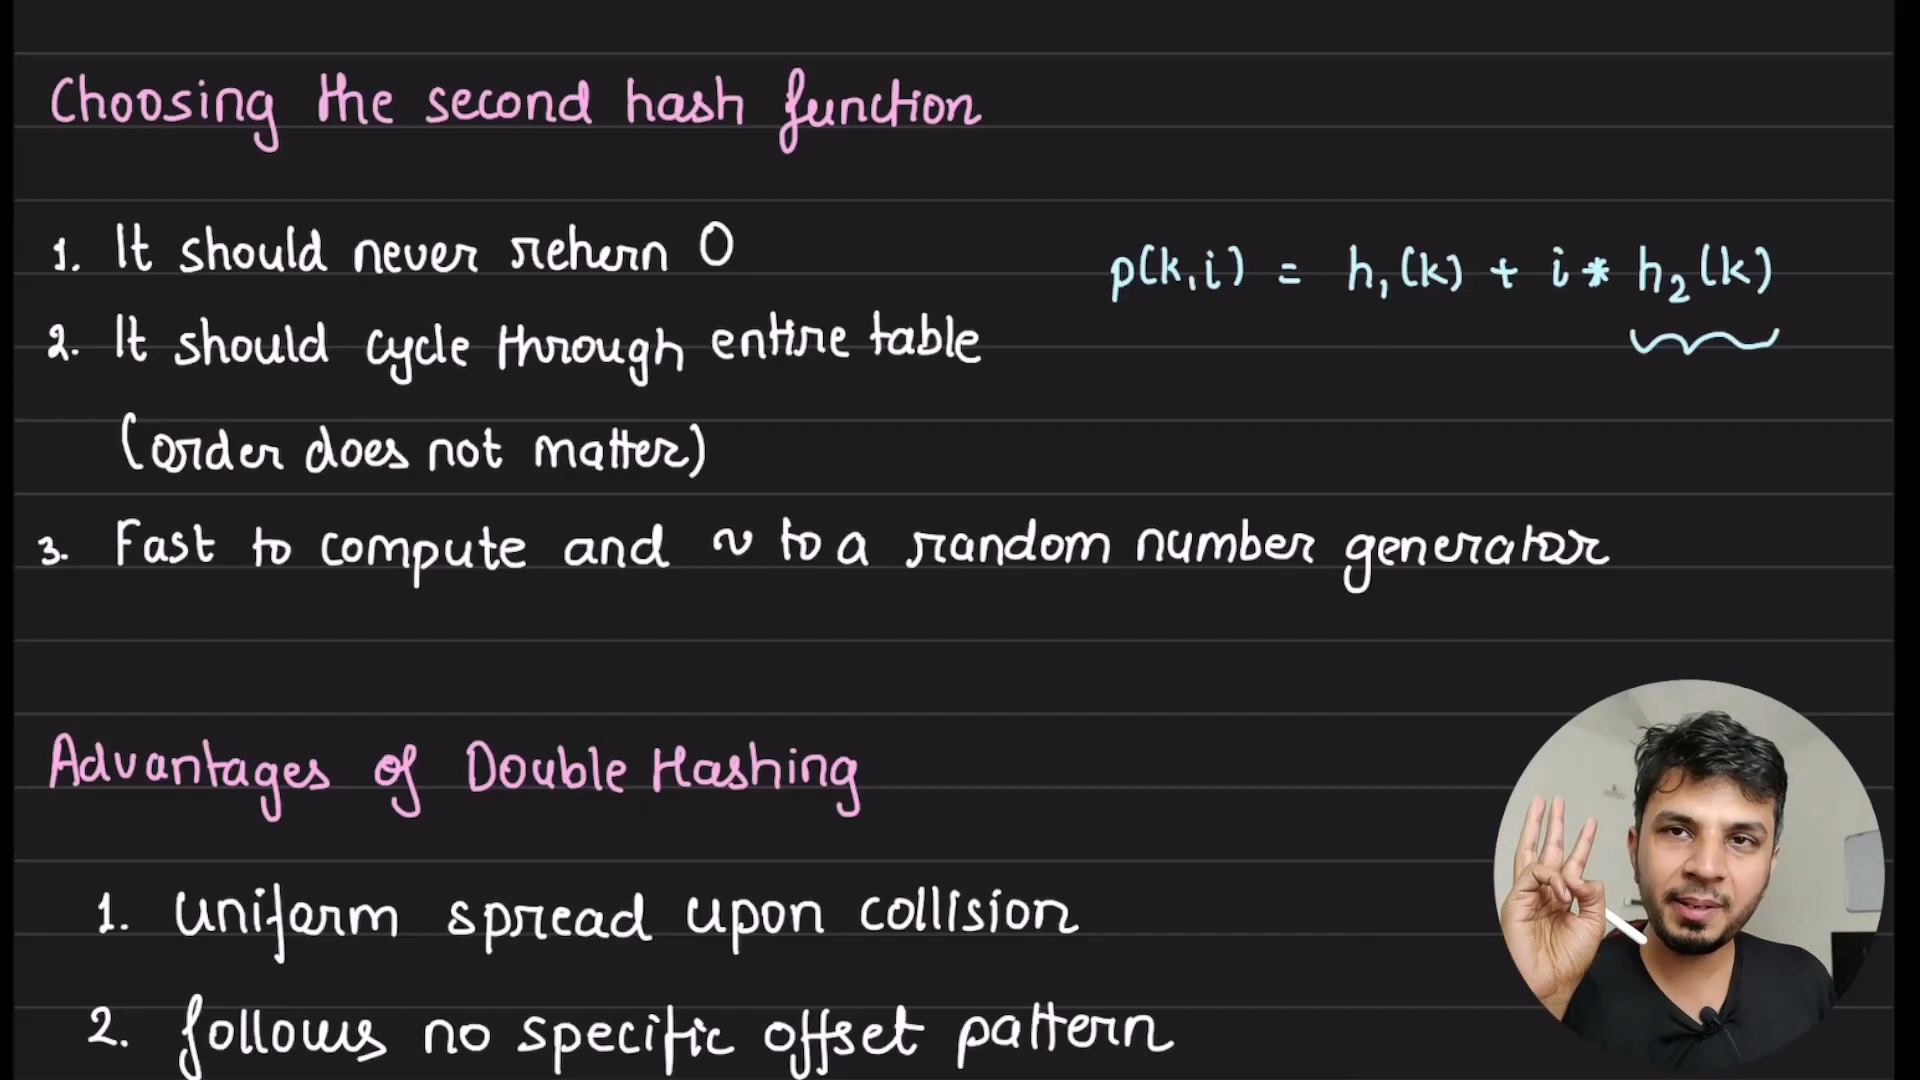 Choosing the second hash function
1. It should never return 0
p(k,i) = h₁(k) + i * h₂(k)
2. It should cycle through entire table
(order does not matter)
3. Fast to compute and ~ to a random number generator
Advantages of Double Hashing
1. uniform spread upon collision
2. follows no specific offset pattern